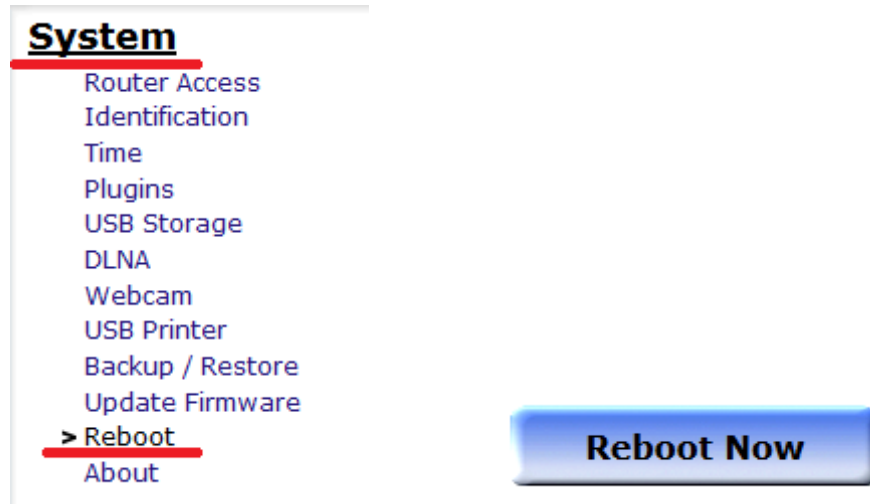 System
Router Access
Identification
Time
Plugins
USB Storage
DLNA
Webcam
USB Printer
Backup / Restore
Update Firmware
> Reboot
About
Reboot Now